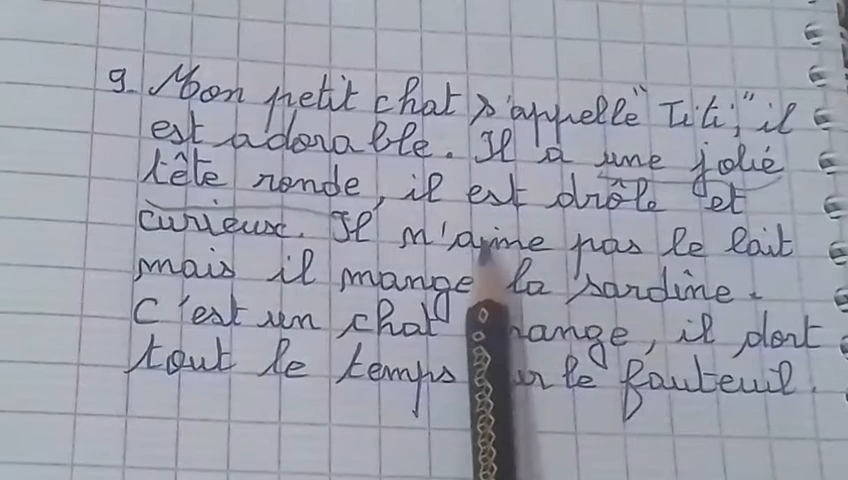 9. Mon petit chat s'appelle "Titi", il
est adorable. Il a une jolie
tête ronde, il est drôle et
curieux. Il n'aime pas le lait
mais il mange la sardine.
C'est un chat, il dort
tout le temps le fauteuil.